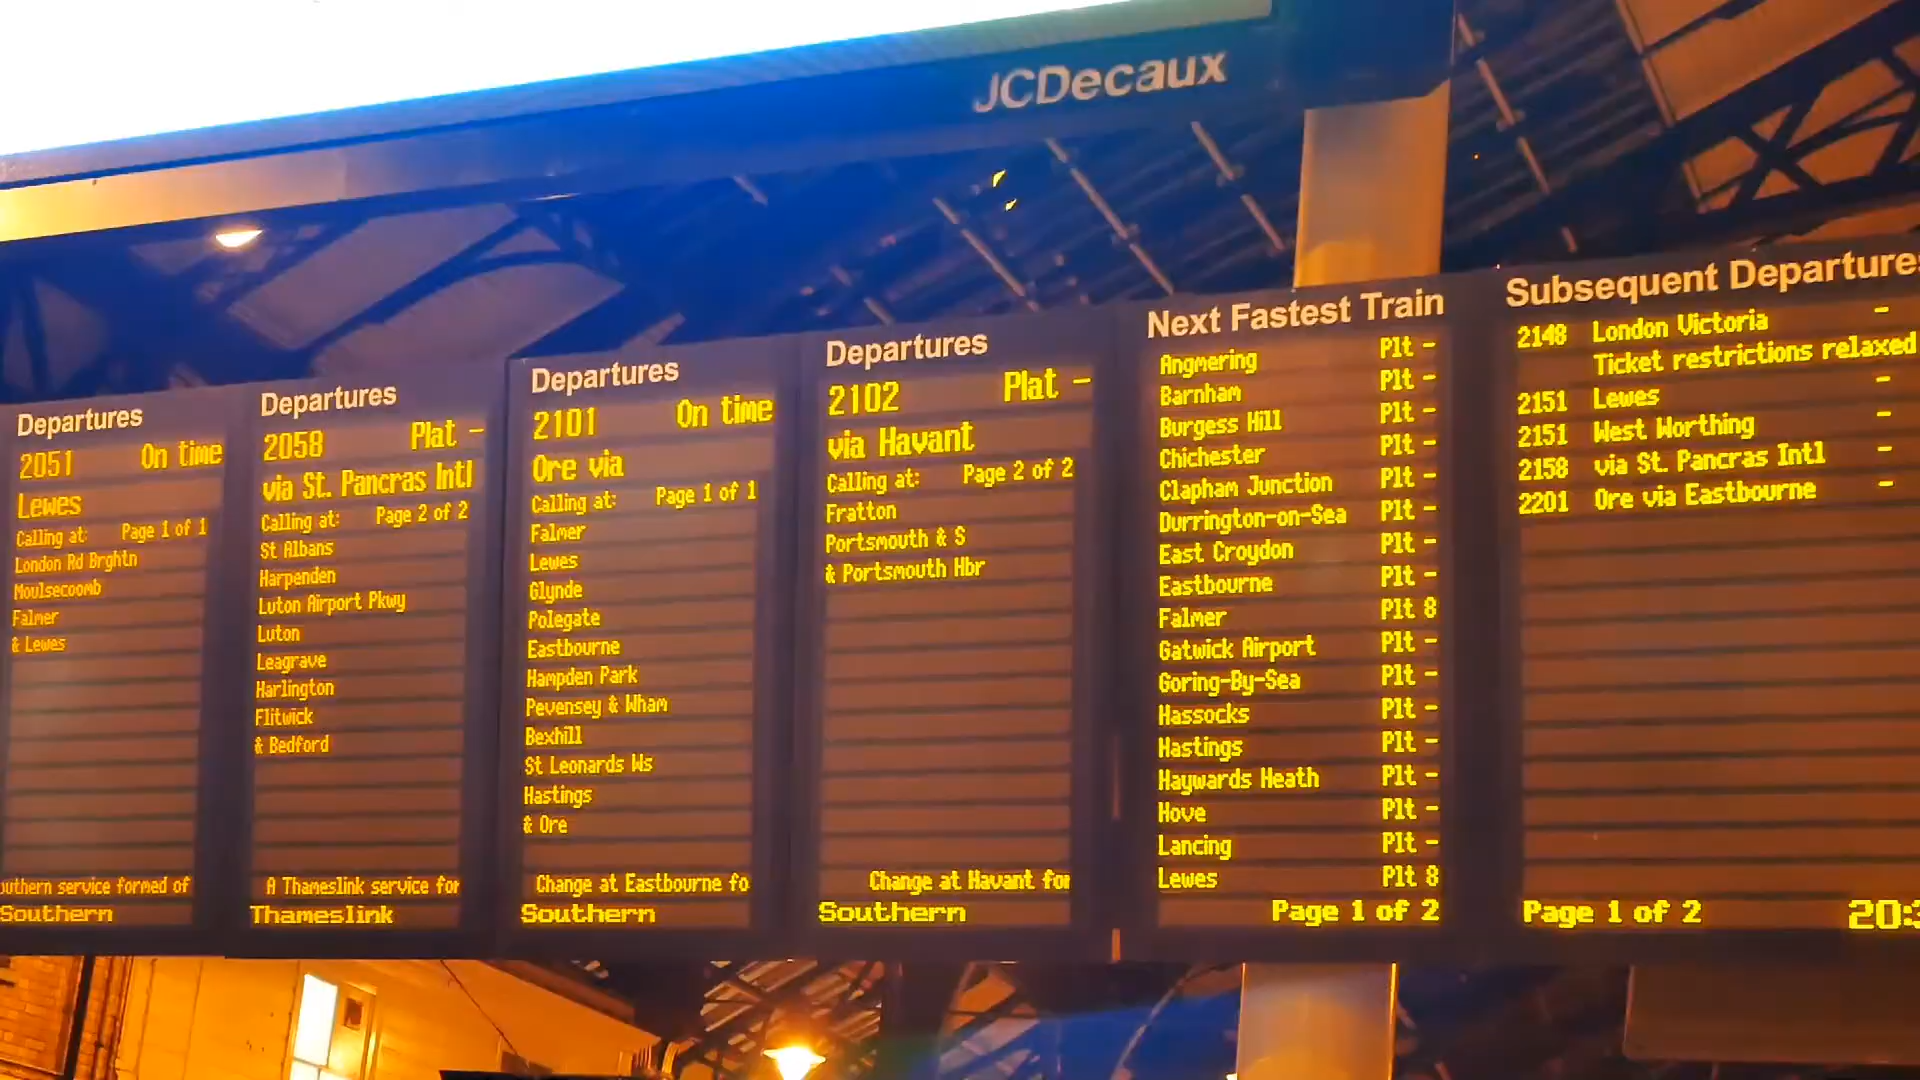 JCDecaux
Departures
2051 On time
Lewes
Calling at: Page 1 of 1
London Rd Brghtn
Moulsecoomb
Falmer
& Lewes
uthern service formed of
Southern
Departures
2058 Plat -
via St. Pancras Intl
Calling at: Page 2 of 2
St Albans
Harpenden
Luton Airport Pkwy
Luton
Leagrave
Harlington
Flitwick
& Bedford
A Thameslink service for
Thameslink
Departures
2101 On time
Ore via
Calling at: Page 1 of 1
Falmer
Lewes
Glynde
Polegate
Eastbourne
Hampden Park
Pevensey & Wham
Bexhill
St Leonards Ws
Hastings
& Ore
Change at Eastbourne fo
Southern
Departures
2102 Plat -
via Havant
Calling at: Page 2 of 2
Fratton
Portsmouth & S
& Portsmouth Hbr
Change at Havant for
Southern
Next Fastest Train
Angmering Plt -
Barnham Plt -
Burgess Hill Plt -
Chichester Plt -
Clapham Junction Plt -
Durrington-on-Sea Plt -
East Croydon Plt -
Eastbourne Plt -
Falmer Plt 8
Gatwick Airport Plt -
Goring-By-Sea Plt -
Hassocks Plt -
Hastings Plt -
Haywards Heath Plt -
Hove Plt -
Lancing Plt -
Lewes Plt 8
Page 1 of 2
Subsequent Departures
2148 London Victoria -
Ticket restrictions relaxed
2151 Lewes -
2151 West Worthing -
2158 via St. Pancras Intl -
2201 Ore via Eastbourne -
Page 1 of 2 20:3